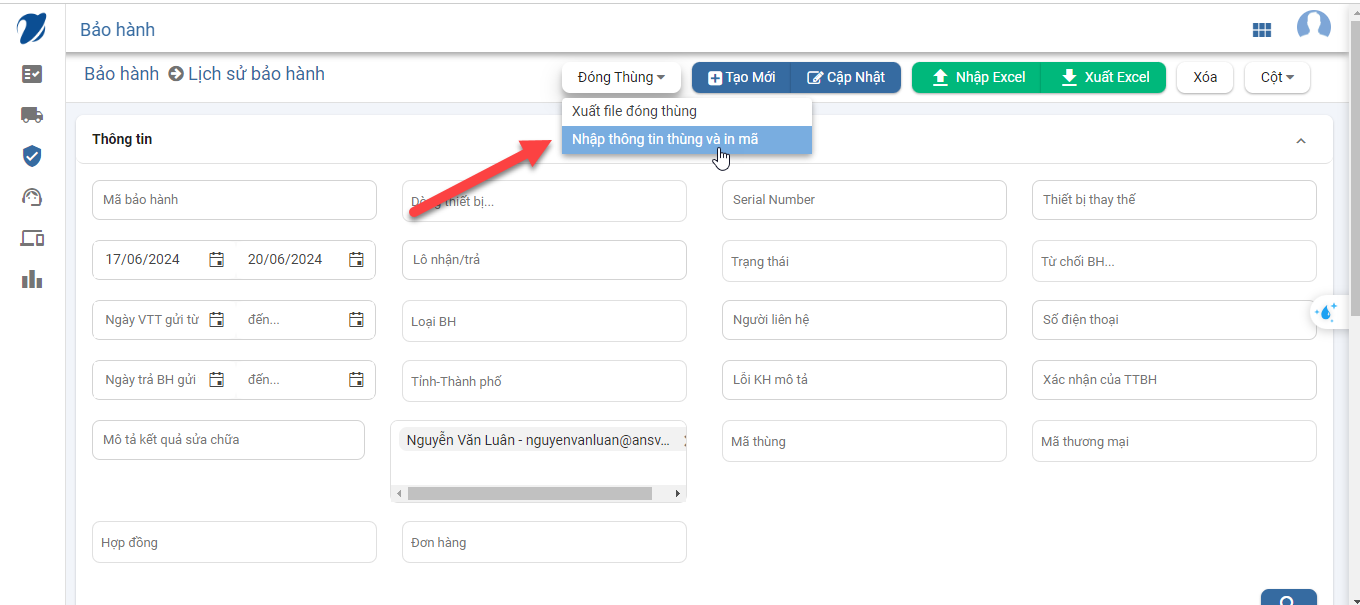 Bảo hành
Bảo hành Lịch sử bảo hành
Đóng Thùng
Tạo Mới
Cập Nhật
Nhập Excel
Xuất Excel
Xóa
Cột
Xuất file đóng thùng
Nhập thông tin thùng và in mã
Thông tin
Mã bảo hành
thiết bị...
Serial Number
Thiết bị thay thế
17/06/2024
20/06/2024
Lô nhận/trả
Trạng thái
Từ chối BH...
Ngày VTT gửi từ
đến...
Loại BH
Người liên hệ
Số điện thoại
Ngày trả BH gửi
đến...
Tỉnh-Thành phố
Lỗi KH mô tả
Xác nhận của TTBH
Mô tả kết quả sửa chữa
Nguyễn Văn Luân - nguyenvanluan@ansv...
Mã thùng
Mã thương mại
Hợp đồng
Đơn hàng